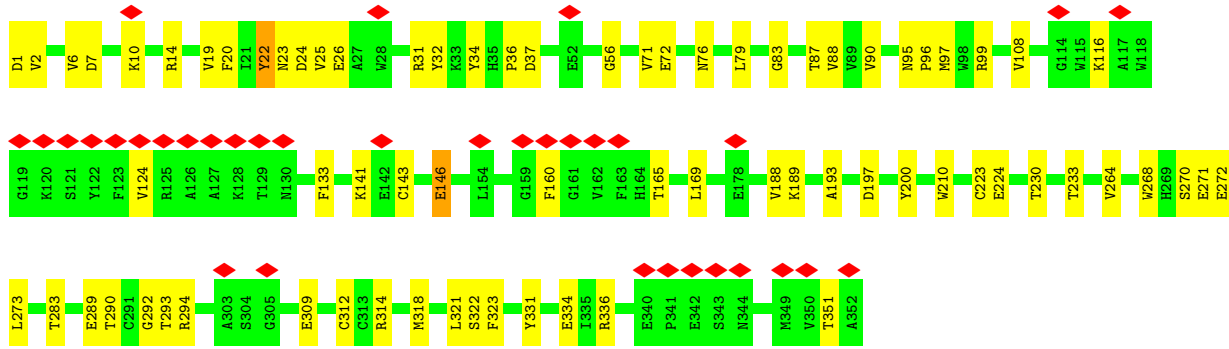 D1 V2 V6 D7 K10 R14 V19 F20 I21 Y22 N23 D24 V25 E26 A27 W28 R31 Y32 K33 Y34 H35 P36 D37 E52 G56 V71 E72 N76 L79 G83 T87 V88 V89 V90 N95 P96 M97 W98 R99 V108 G114 W115 K116 A117 W118
G119 K120 S121 Y122 F123 V124 R125 A126 A127 K128 T129 N130 F133 K141 E142 C143 E146 L154 G159 F160 G161 V162 F163 H164 T165 L169 E178 V188 K189 A193 D197 Y200 W210 C223 E224 T230 T233 V264 W268 H269 S270 E271 E272
L273 T283 E289 T290 C291 G292 T293 R294 A303 S304 G305 E309 C312 C313 R314 M318 L321 S322 F323 Y331 E334 I335 R336 E340 P341 E342 S343 N344 M349 V350 T351 A352